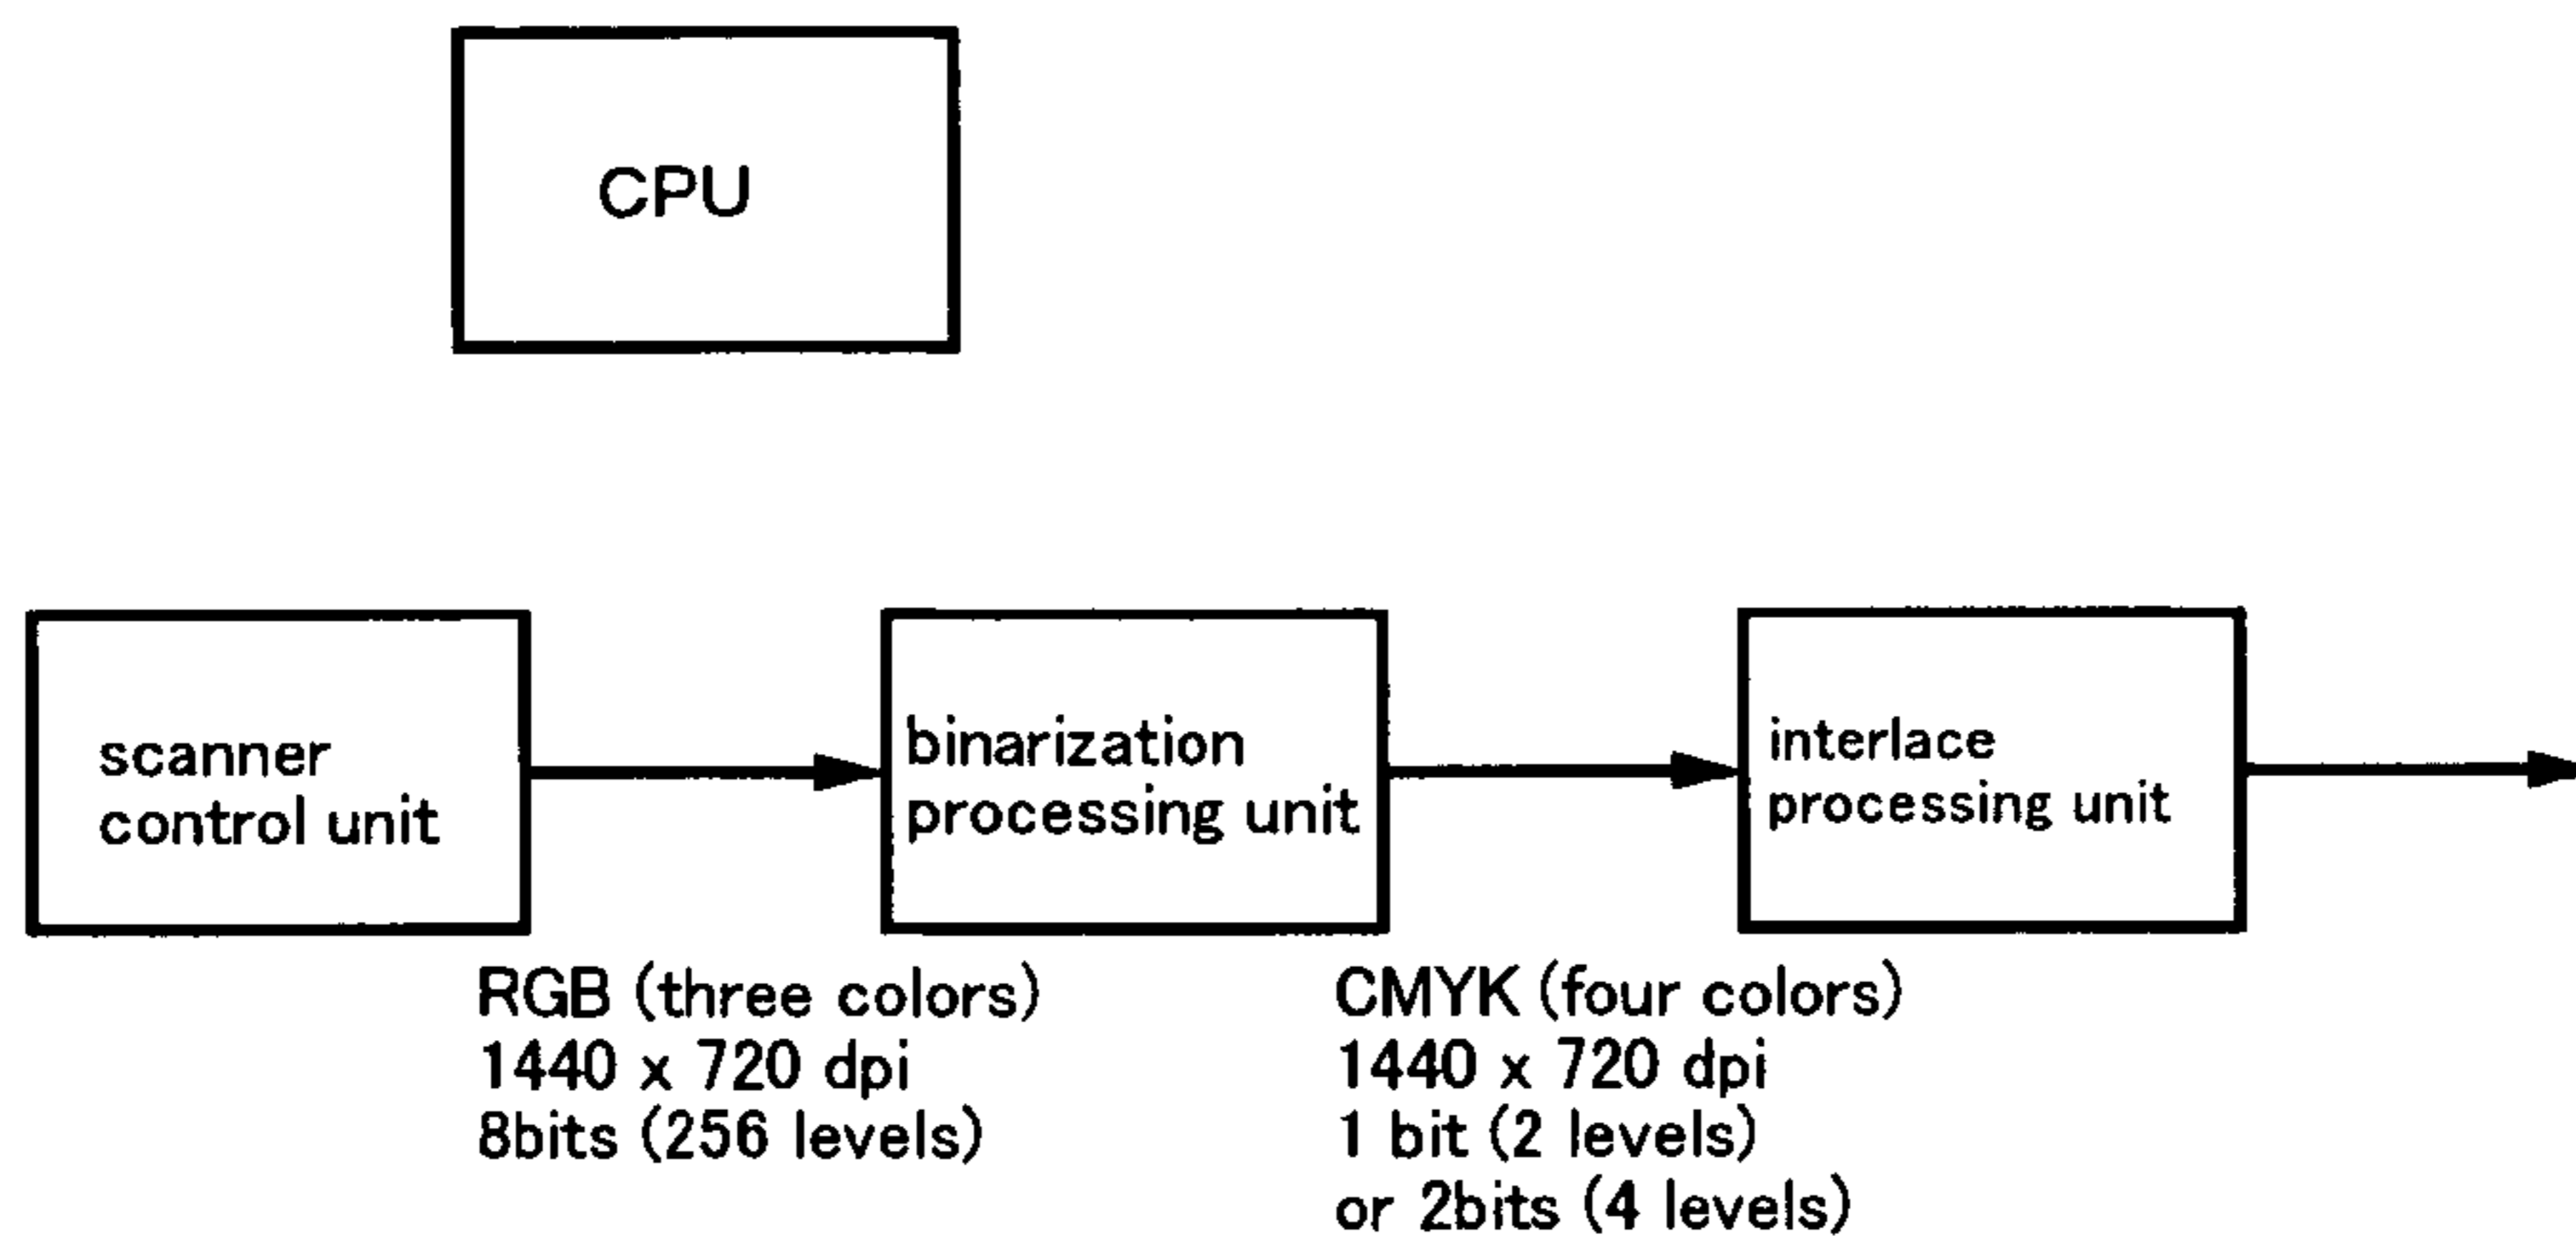 CPU
scanner
control unit
binarization
processing unit
interlace
processing unit
RGB (three colors)
1440 x 720 dpi
8bits (256 levels)
CMYK (four colors)
1440 x 720 dpi
1 bit (2 levels)
or 2bits (4 levels)